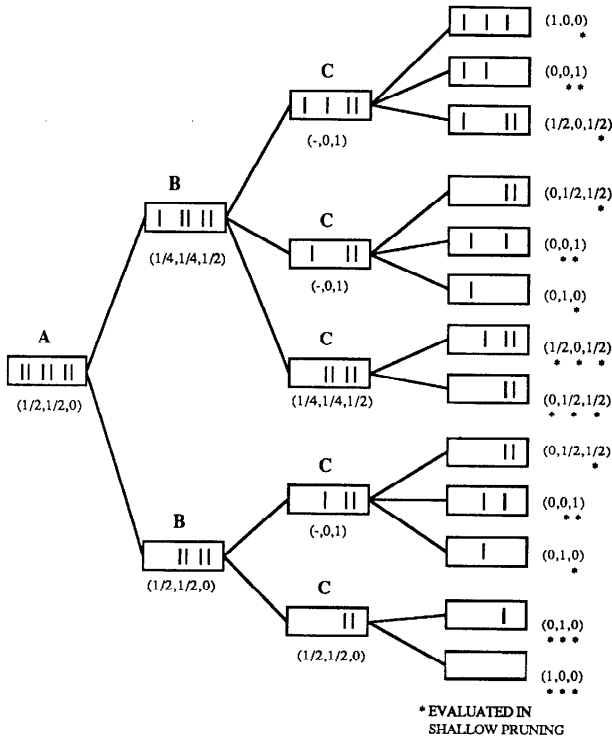 (1,0,0)
*
C
(0,0,1)
* *
(-,0,1)
(1/2,0,1/2)
*
B
(0,1/2,1/2)
*
C
(1/4,1/4,1/2)
(0,0,1)
* *
(-,0,1)
(0,1,0)
*
A
C
(1/2,0,1/2)
* * *
(1/2,1/2,0)
(1/4,1/4,1/2)
(0,1/2,1/2)
* * *
C
(0,1/2,1/2)
*
B
(0,0,1)
* *
(-,0,1)
(1/2,1/2,0)
(0,1,0)
*
C
(0,1,0)
* * *
(1/2,1/2,0)
(1,0,0)
* * *
* EVALUATED IN
SHALLOW PRUNING